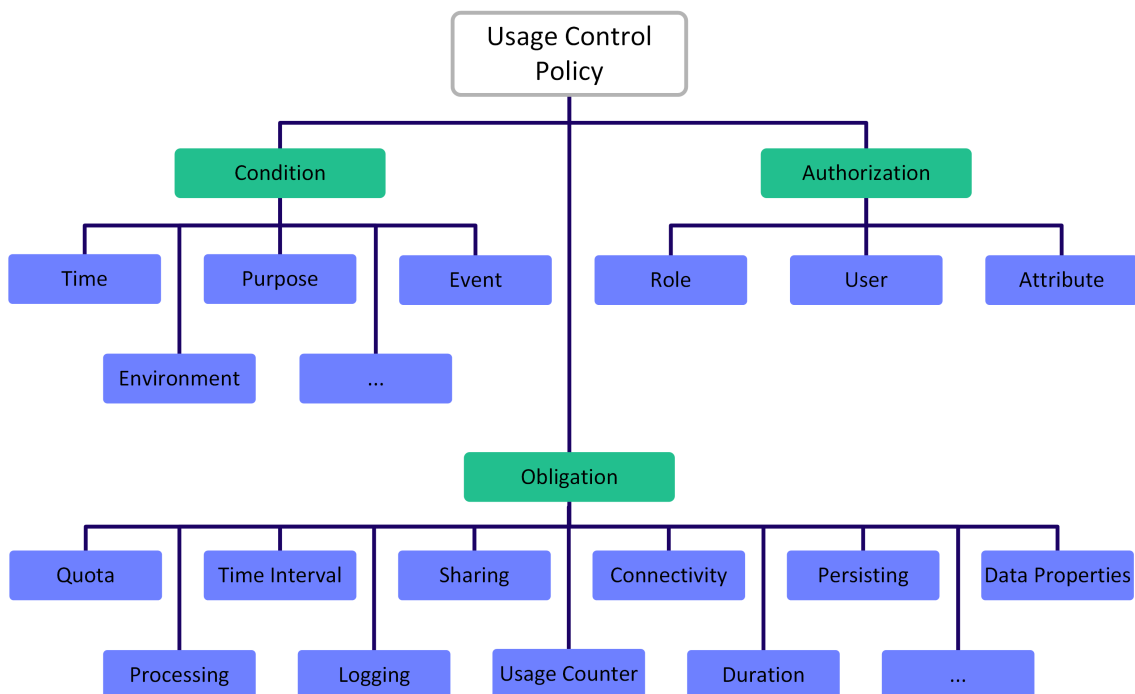 Usage Control
Policy
Condition
Authorization
Time
Purpose
Event
Role
User
Attribute
Environment
...
Obligation
Quota
Time Interval
Sharing
Connectivity
Persisting
Data Properties
Processing
Logging
Usage Counter
Duration
...